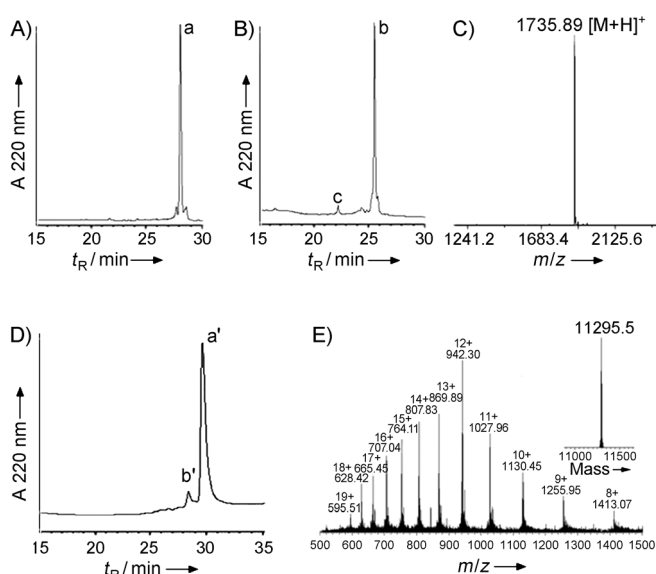 A)
a
A 220 nm
15 20 25 30
tR / min
B)
b
c
A 220 nm
15 20 25 30
tR / min
C)
1735.89 [M+H]+
1241.2 1683.4 2125.6
m/z
D)
a'
b'
A 220 nm
15 20 25 30 35
tR / min
E)
12+
942.30
13+
869.89
14+
807.83
15+
764.11
16+
707.04
17+
665.45
18+
628.42
19+
595.51
11+
1027.96
10+
1130.45
9+
1255.95
8+
1413.07
11295.5
11000 11500
Mass
500 600 700 800 900 1000 1100 1200 1300 1400 1500
m/z